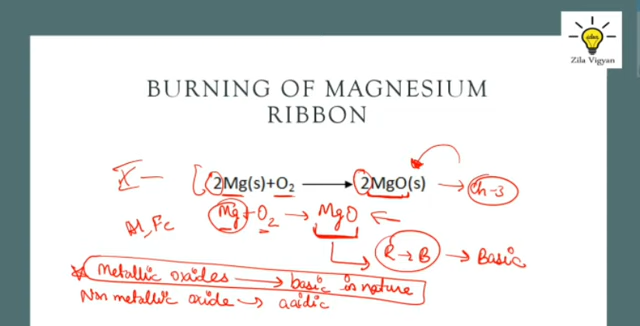 Zila Vigyan
BURNING OF MAGNESIUM
RIBBON
I — [2Mg(s)+O₂ ⟶ 2MgO(s) → Ch-3
Al, Fe Mg + O₂ → MgO ←
R → B → Basic
* Metallic oxides → basic in nature
Non metallic oxide → acidic